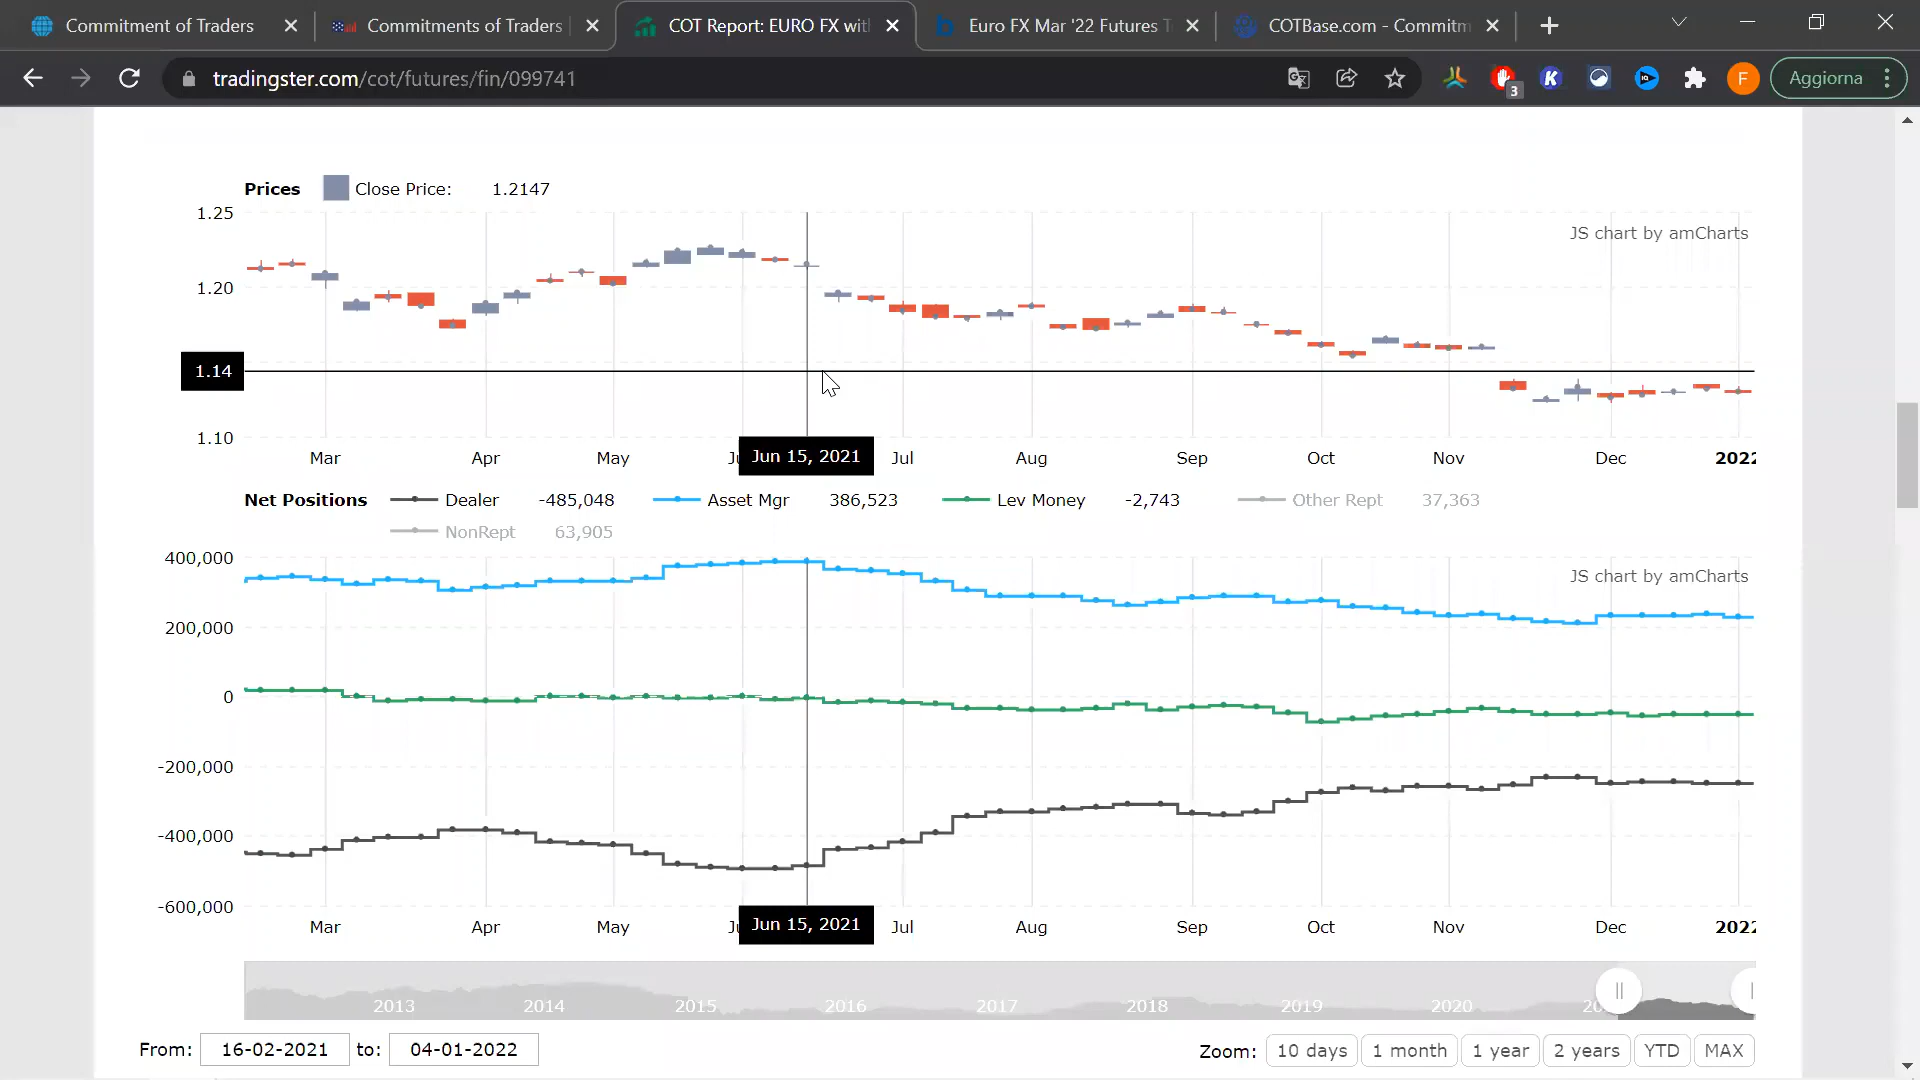 Commitment of Traders
Commitments of Traders
COT Report: EURO FX wit
Euro FX Mar '22 Futures T
COTBase.com - Commitm
tradingster.com/cot/futures/fin/099741
3
K
F
Aggiorna
Prices Close Price: 1.2147
1.25
JS chart by amCharts
1.20
1.14
1.10
Mar Apr May Ju Jun 15, 2021 Jul Aug Sep Oct Nov Dec 2022
Net Positions Dealer -485,048 Asset Mgr 386,523 Lev Money -2,743 Other Rept 37,363
NonRept 63,905
400,000
JS chart by amCharts
200,000
0
-200,000
-400,000
-600,000
Mar Apr May Ju Jun 15, 2021 Jul Aug Sep Oct Nov Dec 2022
2013 2014 2015 2016 2017 2018 2019 2020 20
From: 16-02-2021 to: 04-01-2022 Zoom: 10 days 1 month 1 year 2 years YTD MAX